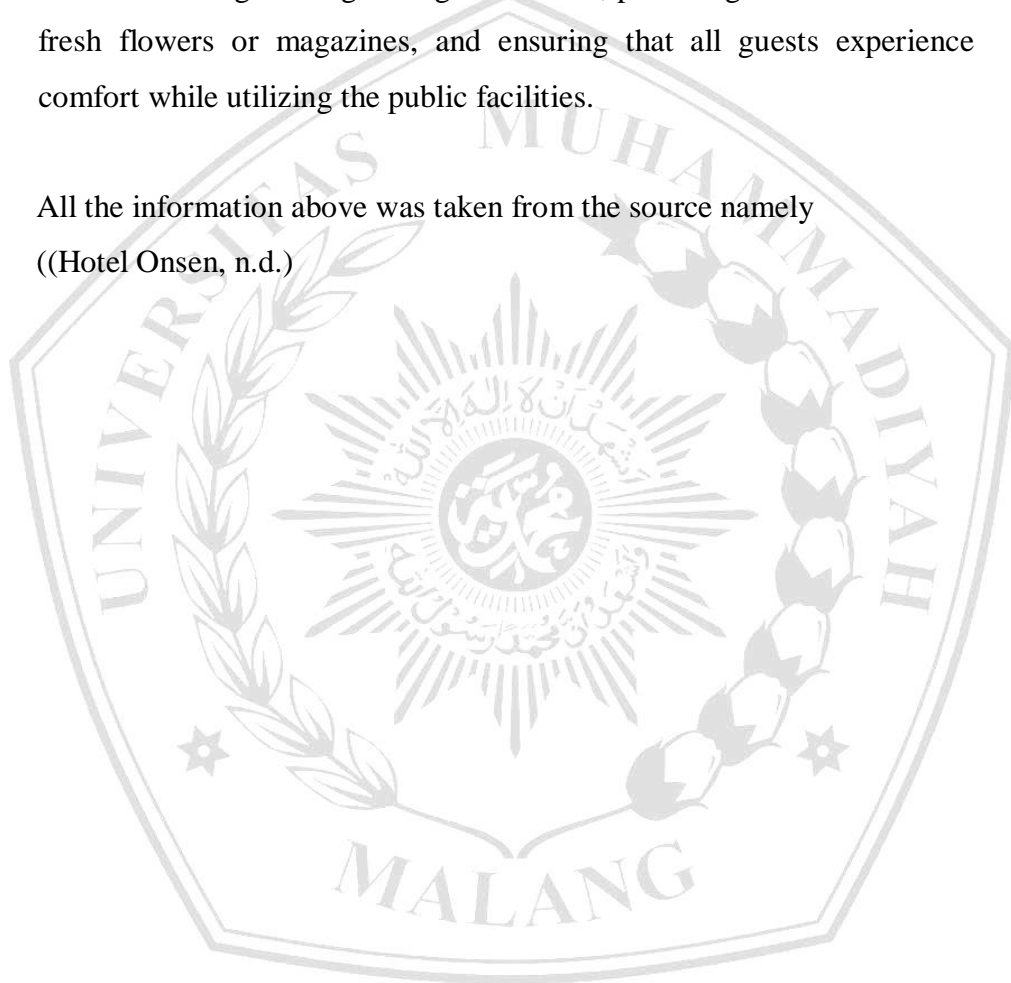 fresh flowers or magazines, and ensuring that all guests experience
comfort while utilizing the public facilities.
All the information above was taken from the source namely
((Hotel Onsen, n.d.)
UNIVERSITAS MUHAMMADIYAH
MALANG